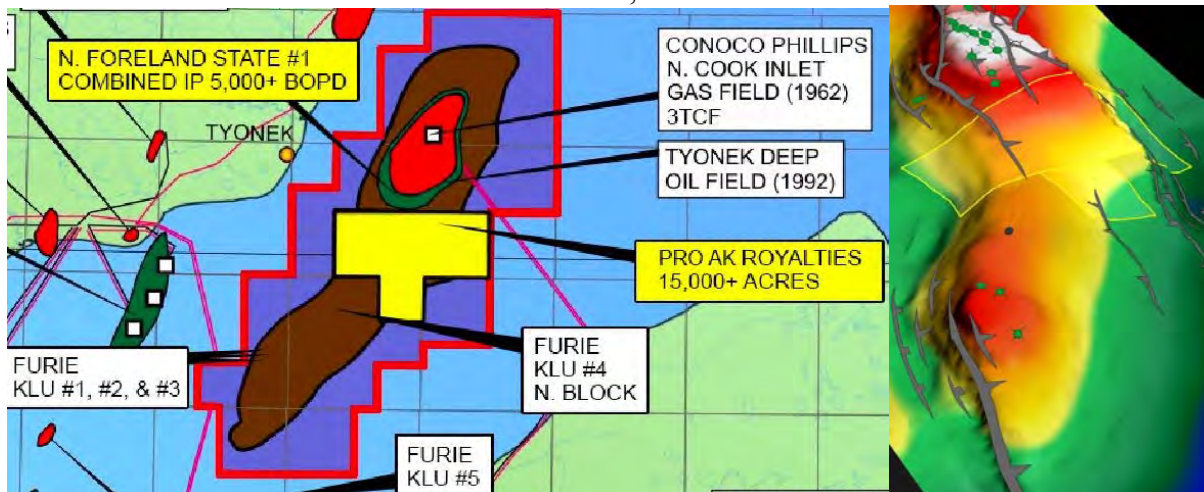 N. FORELAND STATE #1
COMBINED IP 5,000+ BOPD
TYONEK
CONOCO PHILLIPS
N. COOK INLET
GAS FIELD (1962)
3TCF
TYONEK DEEP
OIL FIELD (1992)
PRO AK ROYALTIES
15,000+ ACRES
FURIE
KLU #1, #2, & #3
FURIE
KLU #4
N. BLOCK
FURIE
KLU #5